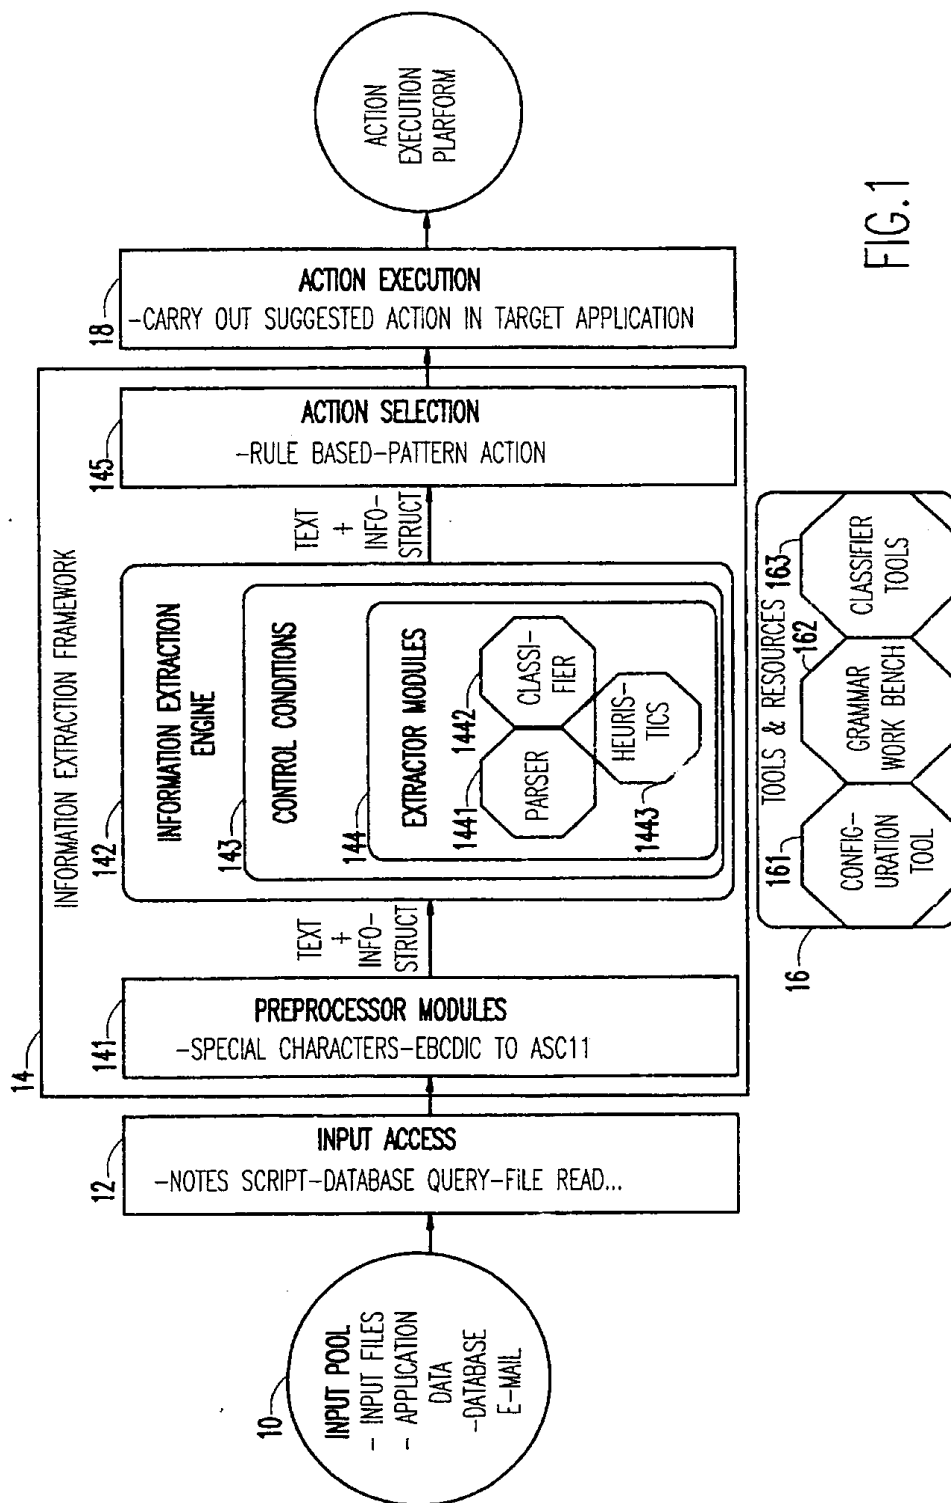 10
INPUT POOL
- INPUT FILES
- APPLICATION
DATA
-DATABASE
E-MAIL
12
INPUT ACCESS
-NOTES SCRIPT-DATABASE QUERY-FILE READ...
14
INFORMATION EXTRACTION FRAMEWORK
141
PREPROCESSOR MODULES
-SPECIAL CHARACTERS-EBCDIC TO ASC11
TEXT
+
INFO-
STRUCT
142
INFORMATION EXTRACTION
ENGINE
143
CONTROL CONDITIONS
144
EXTRACTOR MODULES
1441
PARSER
1442
CLASSI-
FIER
1443
HEURIS-
TICS
TEXT
+
INFO-
STRUCT
145
ACTION SELECTION
-RULE BASED-PATTERN ACTION
18
ACTION EXECUTION
-CARRY OUT SUGGESTED ACTION IN TARGET APPLICATION
ACTION
EXECUTION
PLARFORM
16
TOOLS & RESOURCES
161
CONFIG-
URATION
TOOL
162
GRAMMAR
WORK BENCH
163
CLASSIFIER
TOOLS
FIG.1